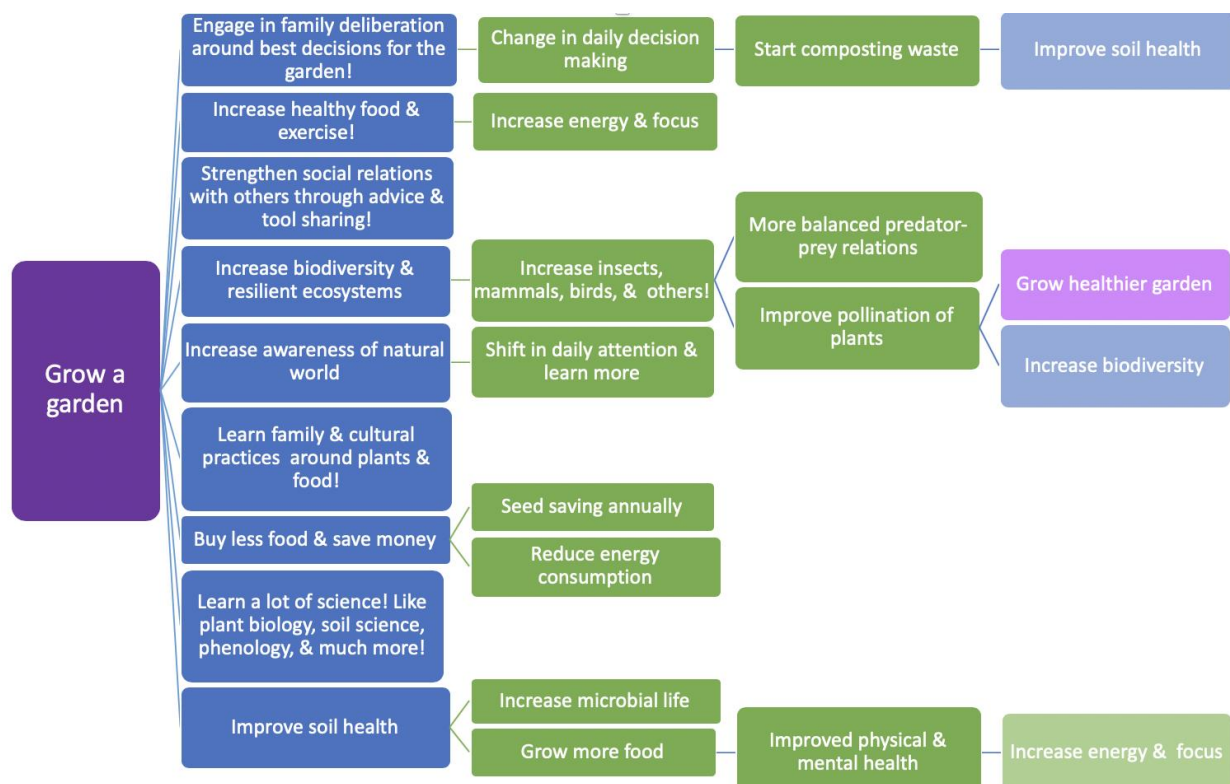 Engage in family deliberation
around best decisions for the
garden!
Change in daily decision
making
Start composting waste
Improve soil health
Increase healthy food &
exercise!
Increase energy & focus
Strengthen social relations
with others through advice &
tool sharing!
More balanced predator-
prey relations
Increase biodiversity &
resilient ecosystems
Increase insects,
mammals, birds, & others!
Grow healthier garden
Improve pollination of
plants
Increase awareness of natural
world
Shift in daily attention &
learn more
Increase biodiversity
Grow a
garden
Learn family & cultural
practices around plants &
food!
Seed saving annually
Buy less food & save money
Reduce energy
consumption
Learn a lot of science! Like
plant biology, soil science,
phenology, & much more!
Improve soil health
Increase microbial life
Grow more food
Improved physical &
mental health
Increase energy & focus